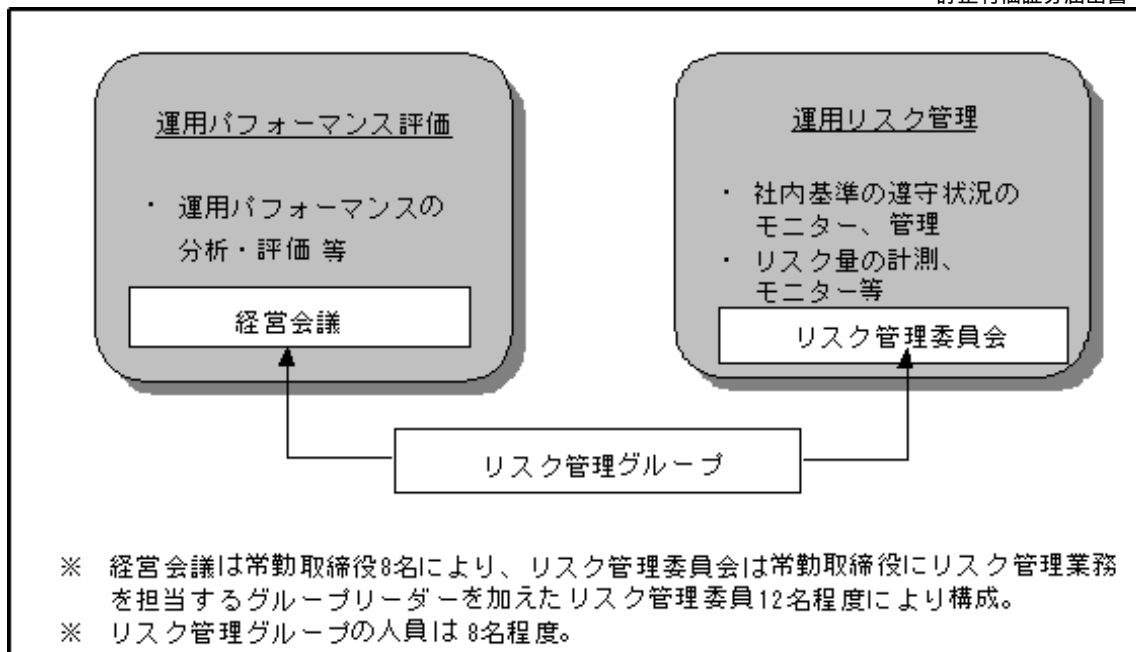 運用パフォーマンス評価
・ 運用パフォーマンスの
分析・評価 等
経営会議
運用リスク管理
・ 社内基準の遵守状況の
モニター、管理
・ リスク量の計測、
モニター等
リスク管理委員会
リスク管理グループ
※ 経営会議は常勤取締役8名により、リスク管理委員会は常勤取締役にリスク管理業務
を担当するグループリーダーを加えたリスク管理委員12名程度により構成。
※ リスク管理グループの人員は 8名程度。